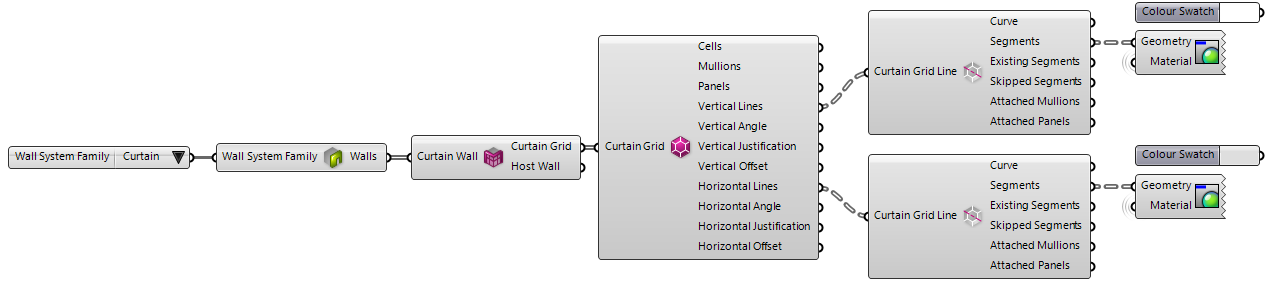 Wall System Family Curtain
Wall System Family Walls
Curtain Wall
Curtain Grid
Host Wall
Curtain Grid
Cells
Mullions
Panels
Vertical Lines
Vertical Angle
Vertical Justification
Vertical Offset
Horizontal Lines
Horizontal Angle
Horizontal Justification
Horizontal Offset
Curtain Grid Line
Curve
Segments
Existing Segments
Skipped Segments
Attached Mullions
Attached Panels
Colour Swatch
Geometry
Material
Curtain Grid Line
Curve
Segments
Existing Segments
Skipped Segments
Attached Mullions
Attached Panels
Colour Swatch
Geometry
Material